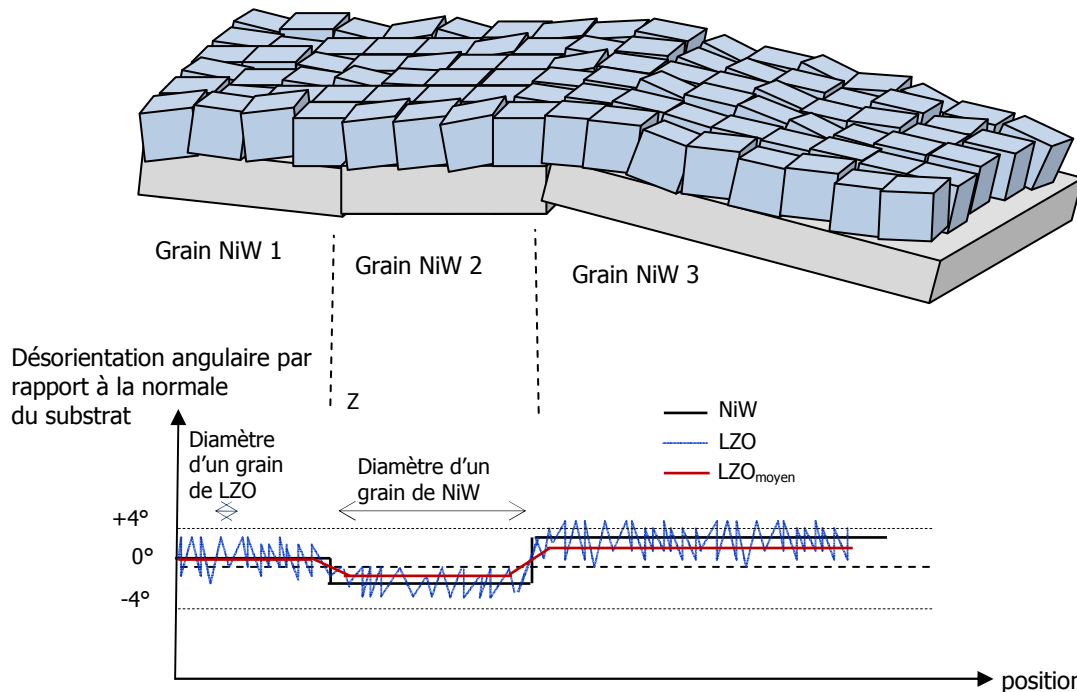 Grain NiW 1
Grain NiW 2
Grain NiW 3
Désorientation angulaire par
rapport à la normale
du substrat
Z
NiW
LZO
LZOmoyen
Diamètre
d'un grain
de LZO
Diamètre d'un
grain de NiW
+4°
0°
-4°
position